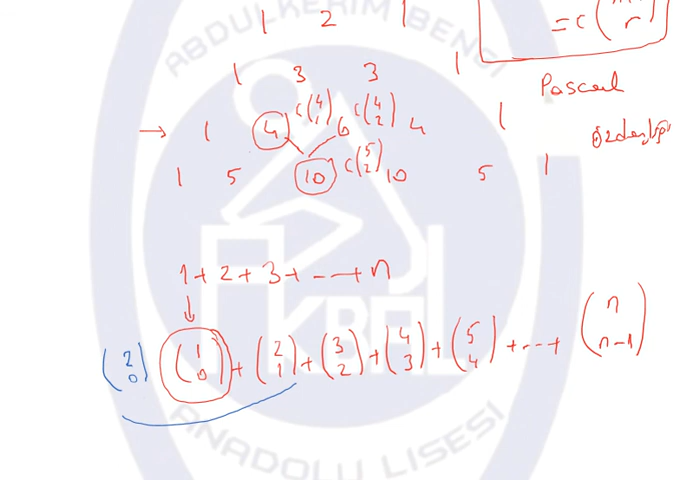 1 2 1
= C ( r )
1 3 3 1
Pascal
→ 1 4 C(4 1) 6 C(4 2) 4 1
1 5 10 C(5 2) 10 5 1
1+2+3+----+n
(2 0) (1 0) + (2 1) + (3 2) + (4 3) + (5 4) +---+ (n n-1)
ABDULKERİM BENGİ
ANADOLU LİSESİ